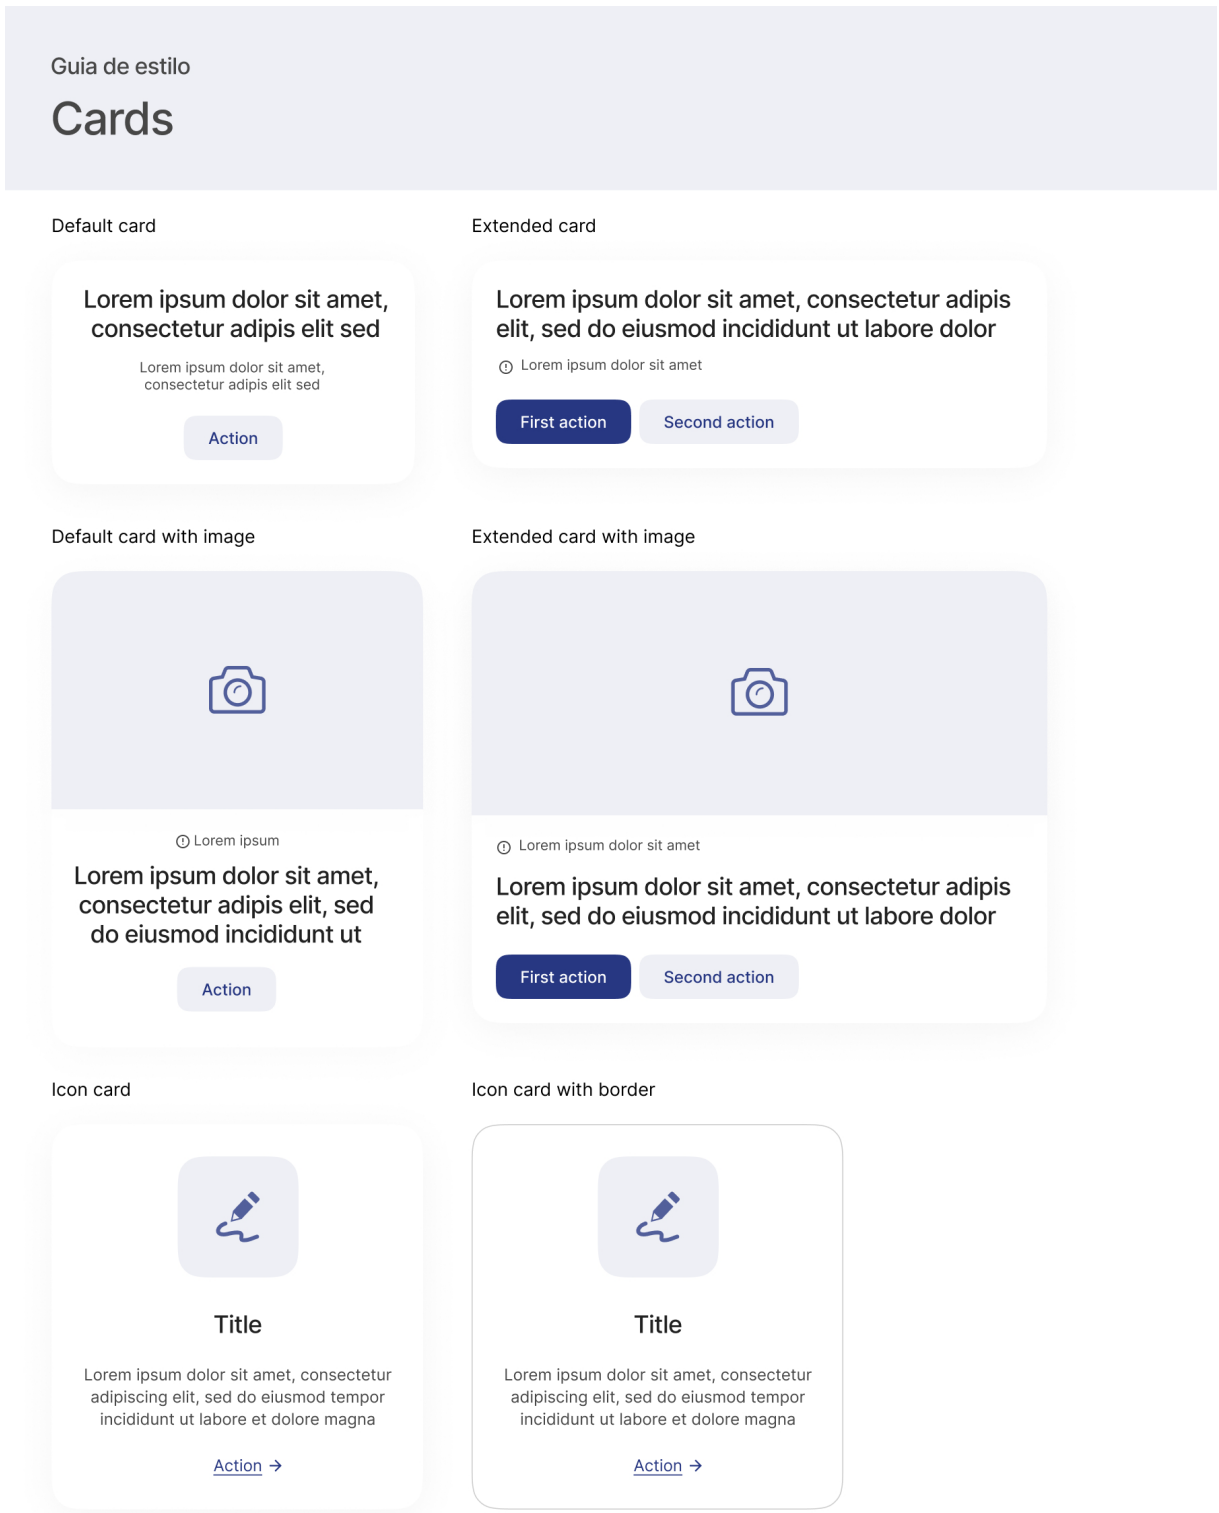 Guia de estilo
Cards
Default card
Lorem ipsum dolor sit amet,
consectetur adipis elit sed
Lorem ipsum dolor sit amet,
consectetur adipis elit sed
Action
Extended card
Lorem ipsum dolor sit amet, consectetur adipis
elit, sed do eiusmod incididunt ut labore dolor
Lorem ipsum dolor sit amet
First action
Second action
Default card with image
Lorem ipsum
Lorem ipsum dolor sit amet,
consectetur adipis elit, sed
do eiusmod incididunt ut
Action
Extended card with image
Lorem ipsum dolor sit amet
Lorem ipsum dolor sit amet, consectetur adipis
elit, sed do eiusmod incididunt ut labore dolor
First action
Second action
Icon card
Title
Lorem ipsum dolor sit amet, consectetur
adipiscing elit, sed do eiusmod tempor
incididunt ut labore et dolore magna
Action →
Icon card with border
Title
Lorem ipsum dolor sit amet, consectetur
adipiscing elit, sed do eiusmod tempor
incididunt ut labore et dolore magna
Action →